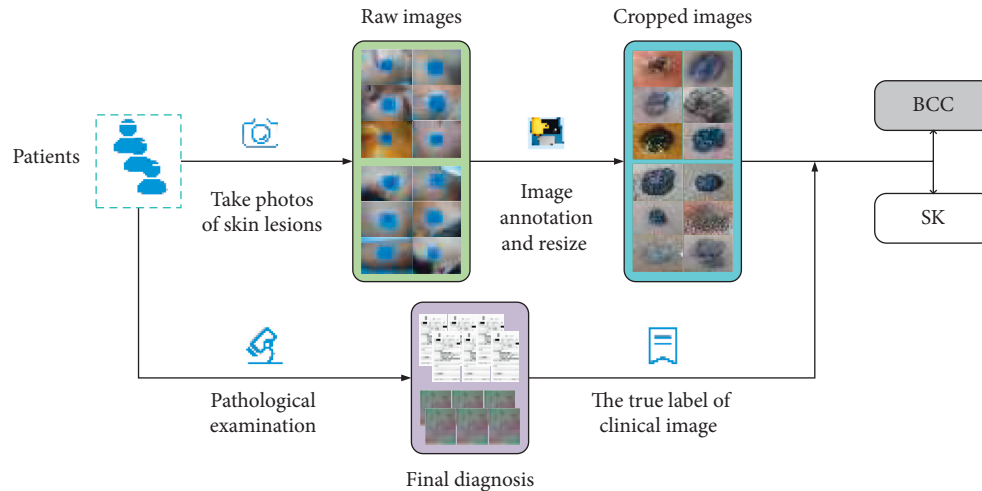 Raw images
Cropped images
Patients
Take photos
of skin lesions
Image
annotation
and resize
BCC
SK
Pathological
examination
The true label of
clinical image
Final diagnosis